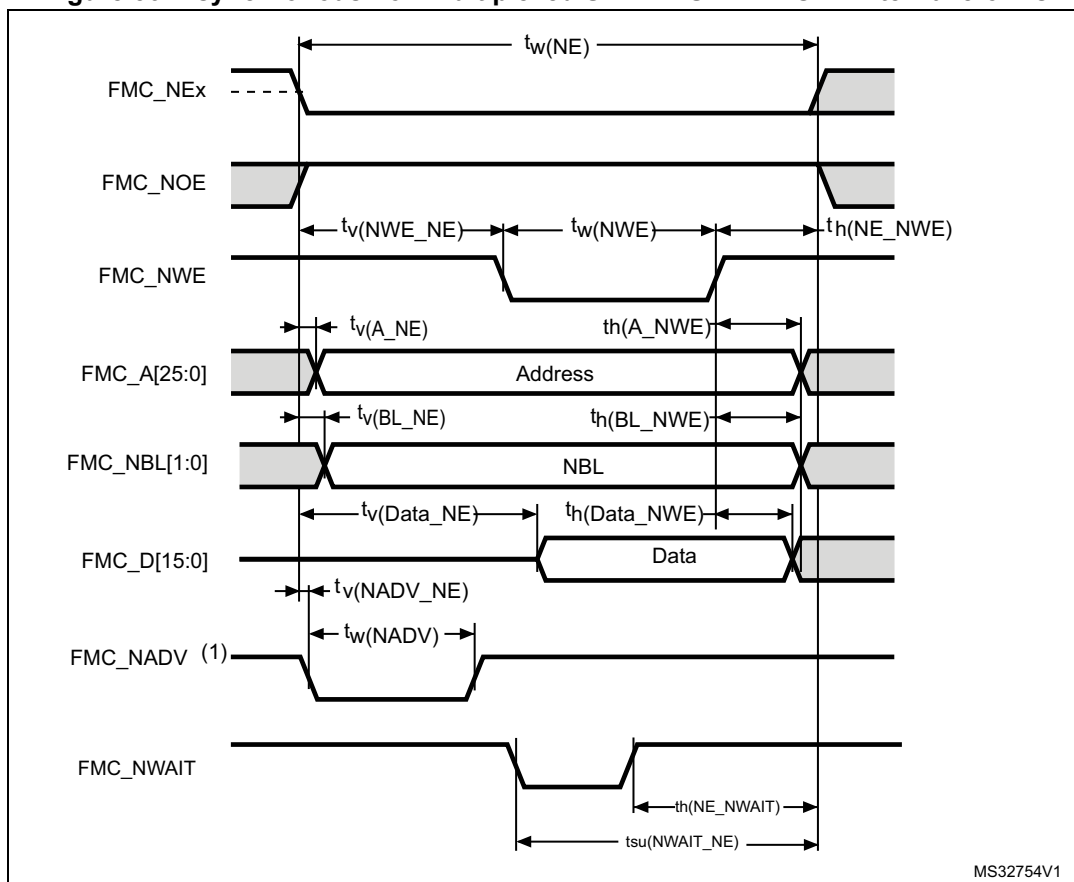 tw(NE)
FMC_NEx
FMC_NOE
tv(NWE_NE)
tw(NWE)
th(NE_NWE)
FMC_NWE
tv(A_NE)
th(A_NWE)
FMC_A[25:0]
Address
tv(BL_NE)
th(BL_NWE)
FMC_NBL[1:0]
NBL
tv(Data_NE)
th(Data_NWE)
FMC_D[15:0]
Data
tv(NADV_NE)
tw(NADV)
FMC_NADV (1)
FMC_NWAIT
th(NE_NWAIT)
tsu(NWAIT_NE)
MS32754V1